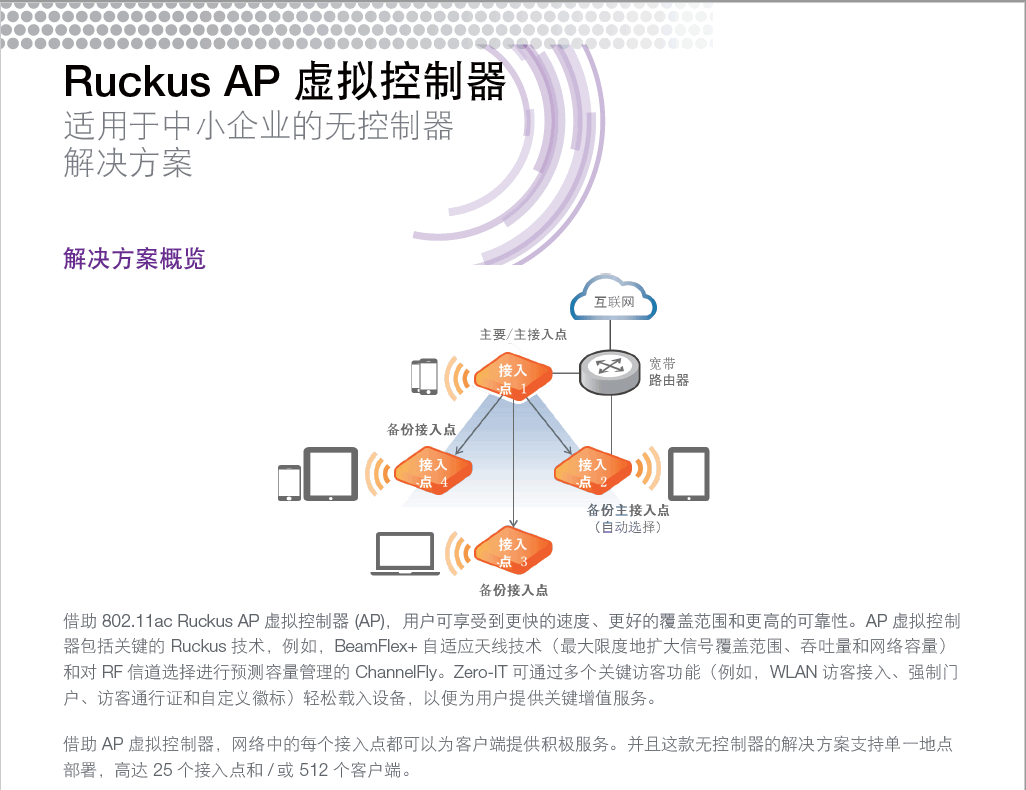 Ruckus AP 虚拟控制器
适用于中小企业的无控制器
解决方案
解决方案概览
互联网
主要/主接入点
宽带
路由器
接入
点 1
备份接入点
接入
点 4
接入
点 2
备份主接入点
（自动选择）
接入
点 3
备份接入点
借助 802.11ac Ruckus AP 虚拟控制器 (AP)，用户可享受到更快的速度、更好的覆盖范围和更高的可靠性。AP 虚拟控制
器包括关键的 Ruckus 技术，例如，BeamFlex+ 自适应天线技术（最大限度地扩大信号覆盖范围、吞吐量和网络容量）
和对 RF 信道选择进行预测容量管理的 ChannelFly。Zero-IT 可通过多个关键访客功能（例如，WLAN 访客接入、强制门
户、访客通行证和自定义徽标）轻松载入设备，以便为用户提供关键增值服务。
借助 AP 虚拟控制器，网络中的每个接入点都可以为客户端提供积极服务。并且这款无控制器的解决方案支持单一地点
部署，高达 25 个接入点和 / 或 512 个客户端。